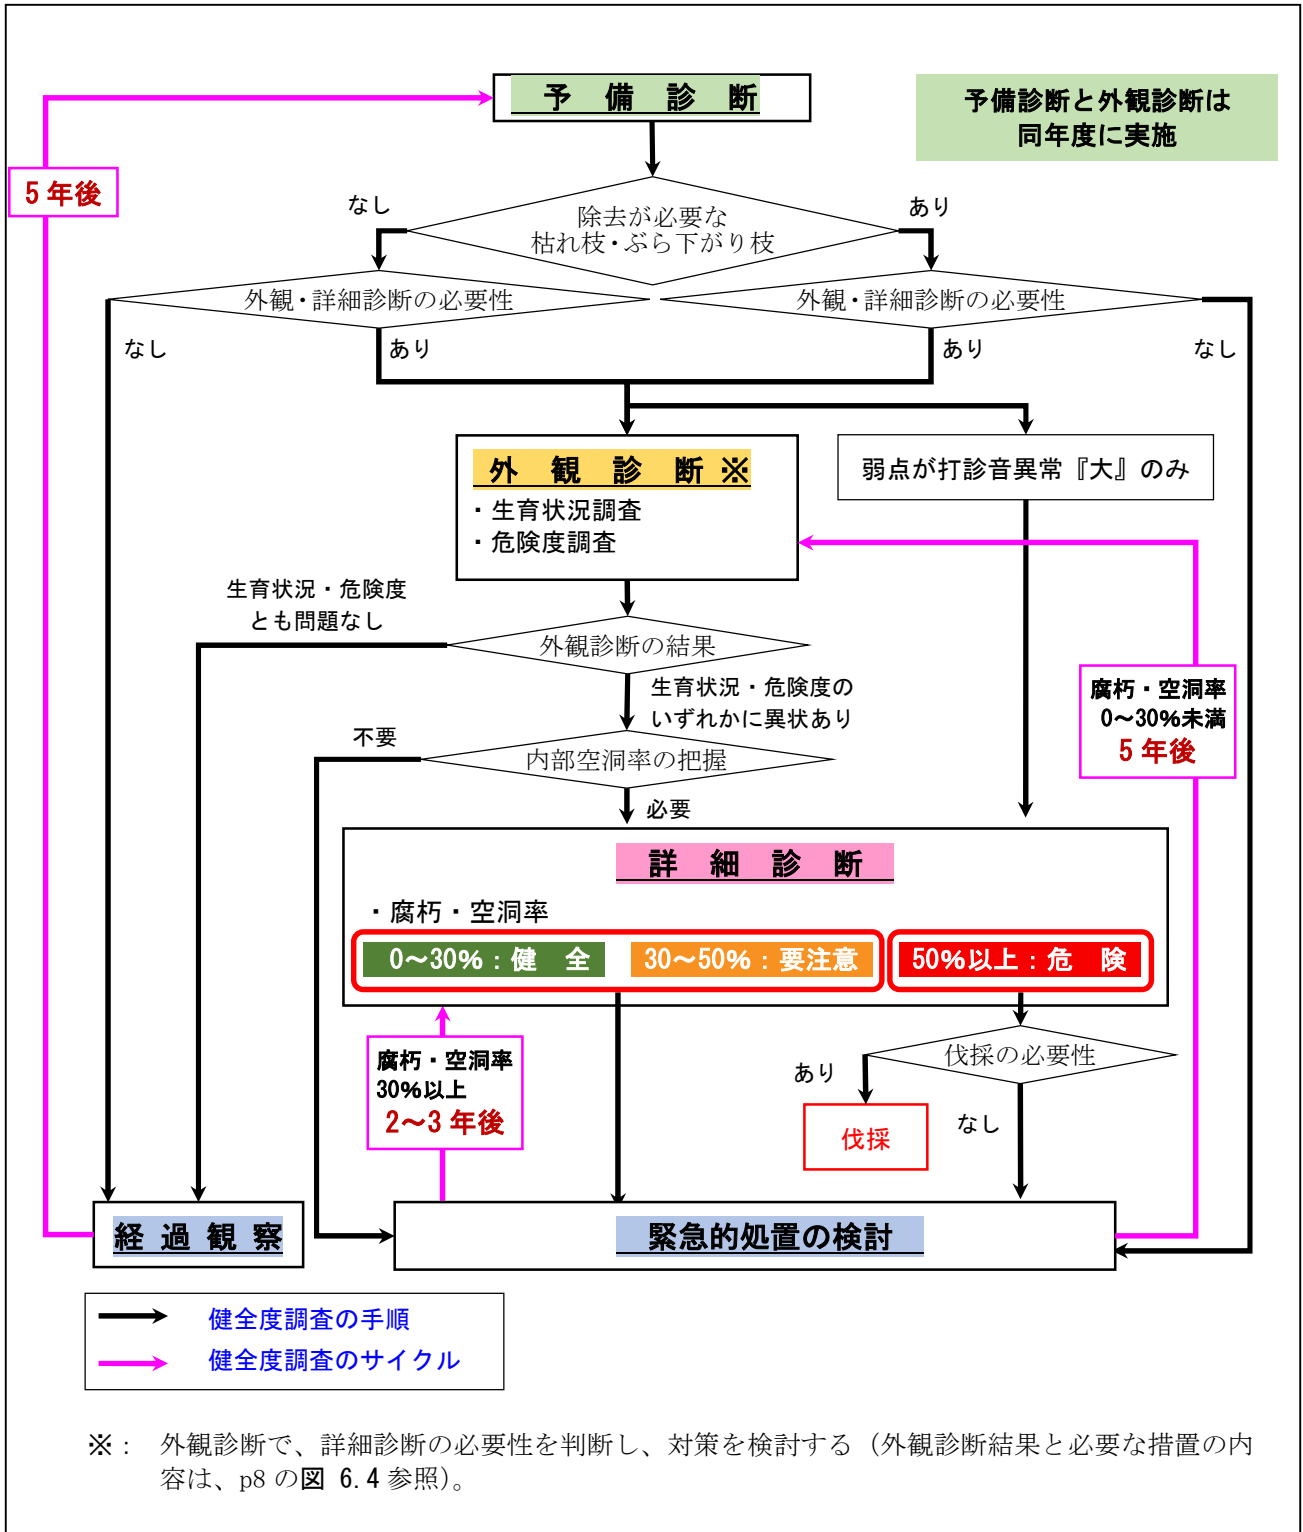 予 備 診 断
予備診断と外観診断は
同年度に実施
5年後
なし
あり
除去が必要な
枯れ枝・ぶら下がり枝
外観・詳細診断の必要性
外観・詳細診断の必要性
なし
あり
あり
なし
外 観 診 断※
・生育状況調査
・危険度調査
弱点が打診音異常『大』のみ
生育状況・危険度
とも問題なし
外観診断の結果
生育状況・危険度の
いずれかに異状あり
腐朽・空洞率
0～30%未満
5年後
不要
内部空洞率の把握
必要
詳 細 診 断
・腐朽・空洞率
0～30%：健 全
30～50%：要注意
50%以上：危 険
腐朽・空洞率
30%以上
2～3年後
伐採の必要性
あり
伐採
なし
経過観察
緊急的処置の検討
健全度調査の手順
健全度調査のサイクル
※： 外観診断で、詳細診断の必要性を判断し、対策を検討する（外観診断結果と必要な措置の内
容は、p8の図 6.4参照）。